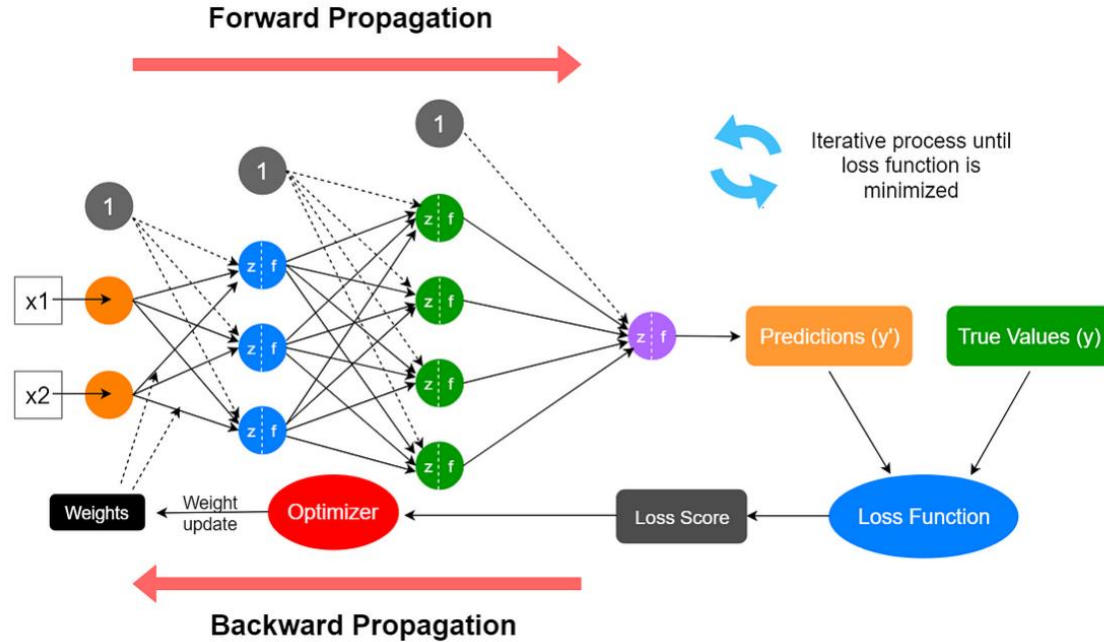 Forward Propagation
1
1
1
Iterative process until
loss function is
minimized
z f
z f
x1
z f
z f
z f
Predictions (y')
True Values (y)
x2
z f
z f
z f
Weights
Weight
update
Optimizer
Loss Score
Loss Function
Backward Propagation